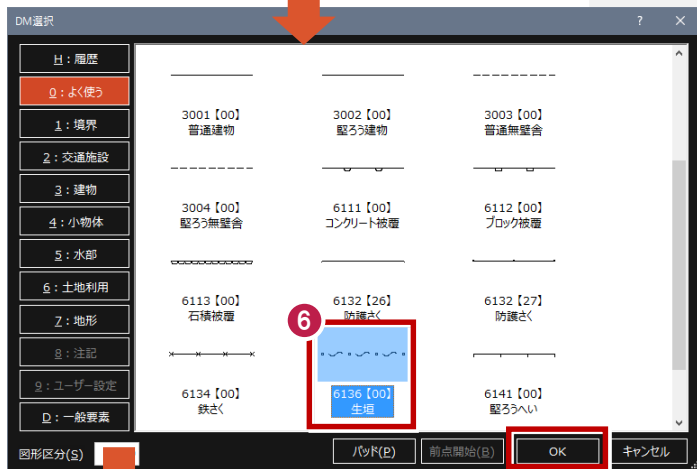 DM選択
? ×
H：履歴
0：よく使う
1：境界
2：交通施設
3：建物
4：小物体
5：水部
6：土地利用
7：地形
8：注記
9：ユーザー設定
D：一般要素
3001【00】
普通建物
3002【00】
堅ろう建物
3003【00】
普通無壁舎
3004【00】
堅ろう無壁舎
6111【00】
コンクリート被覆
6112【00】
ブロック被覆
6113【00】
石積被覆
6132【26】
防護さく
6132【27】
防護さく
6
6134【00】
鉄さく
6136【00】
生垣
6141【00】
堅ろうへい
図形区分(S)
パッド(P)
前点開始(B)
OK
キャンセル